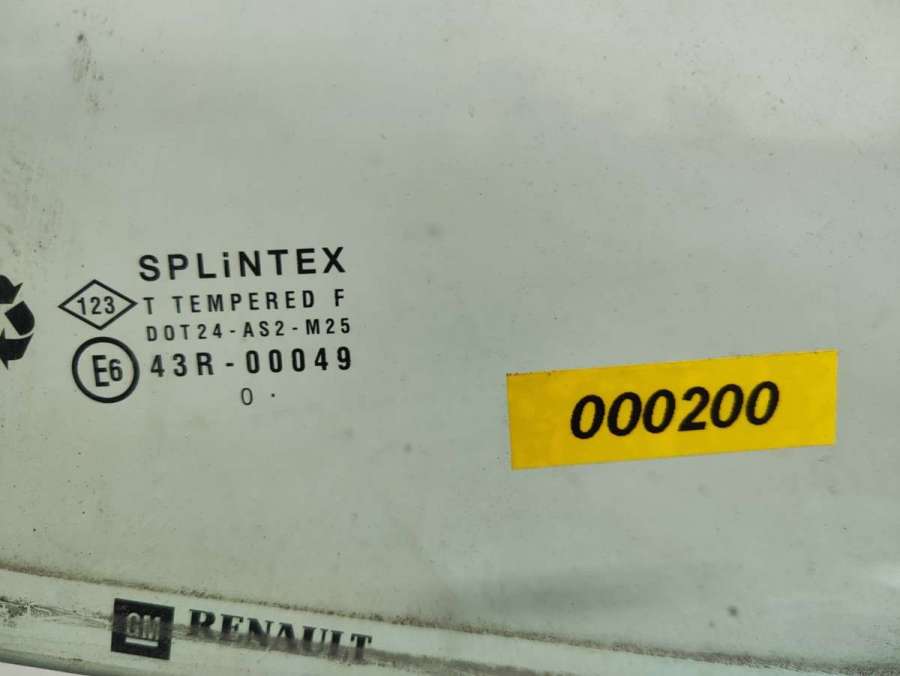 SPLiNTEX
123 T TEMPERED F
DOT24-AS2-M25
E6 43R-00049
0 .
000200
GM RENAULT